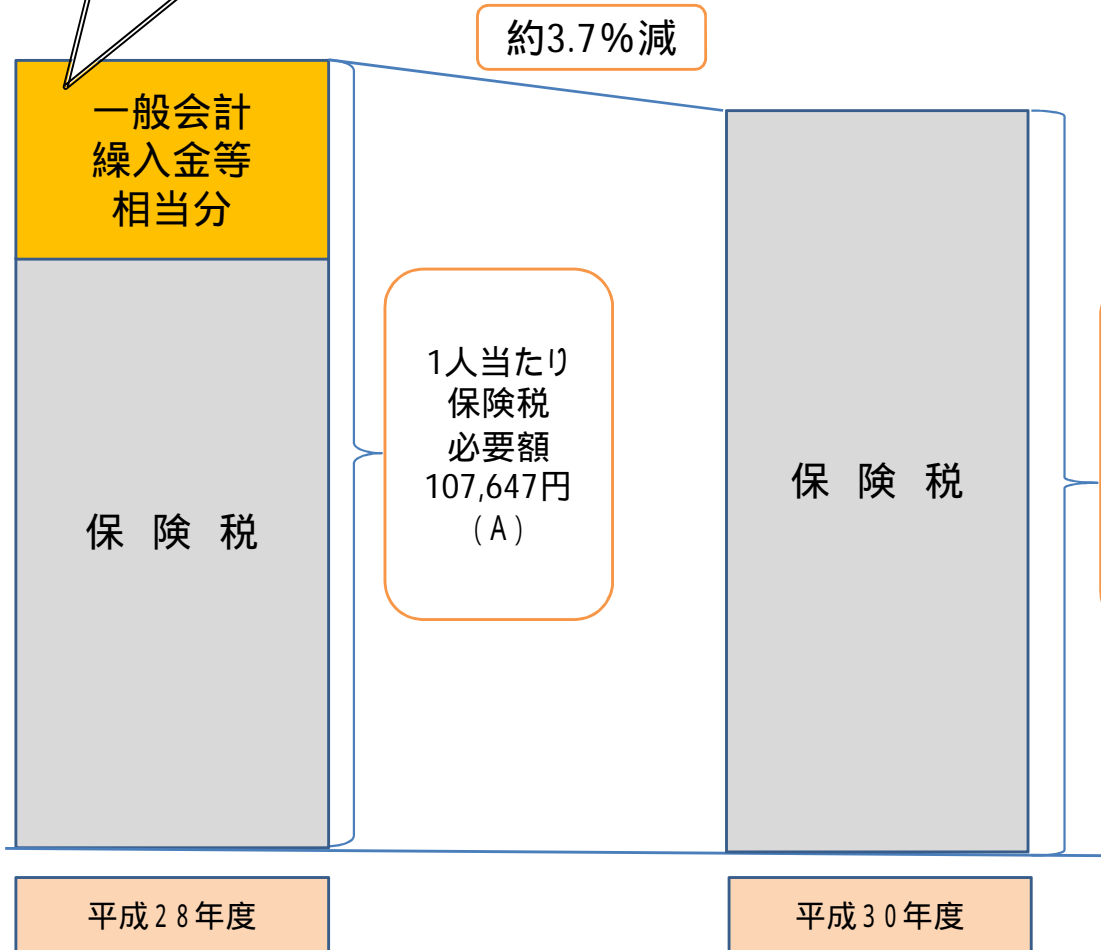 約3.7%減
一般会計
繰入金等
相当分
1人当たり
保険税
必要額
107,647円
（A）
保 険 税
保 険 税
平成28年度
平成30年度